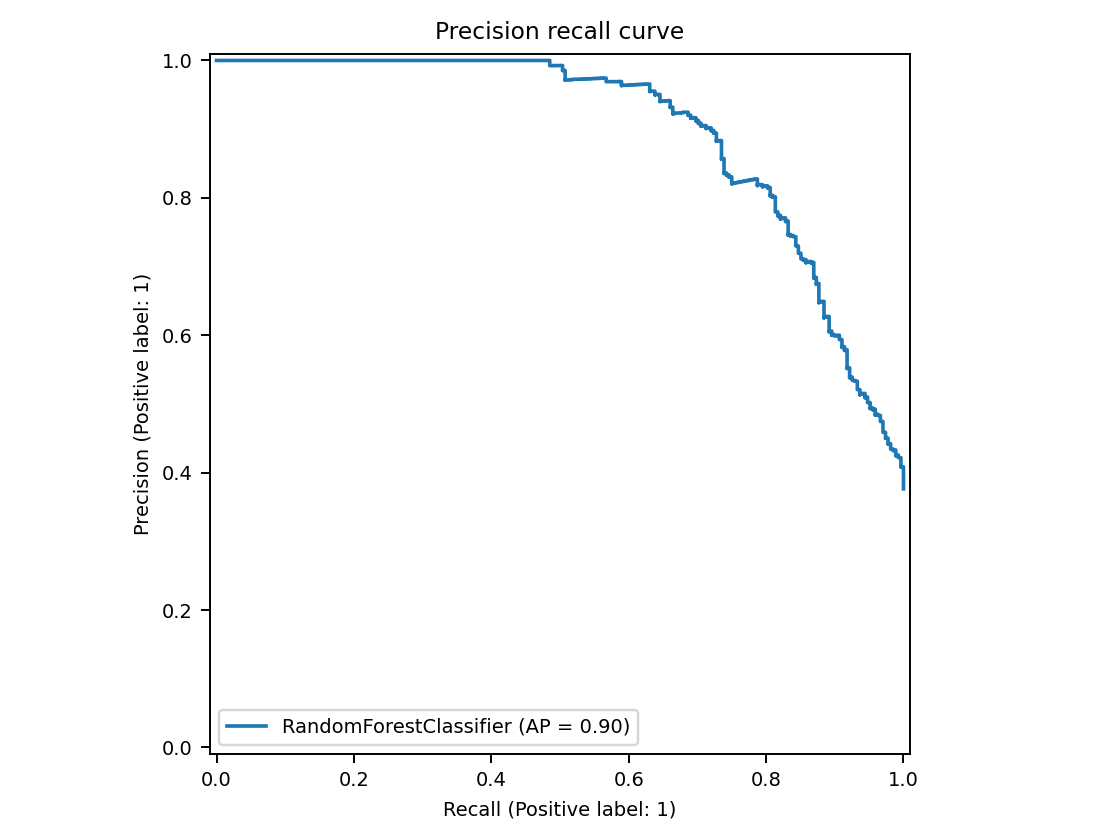 Precision recall curve
1.0
0.8
0.6
0.4
0.2
0.0
Precision (Positive label: 1)
RandomForestClassifier (AP = 0.90)
0.0 0.2 0.4 0.6 0.8 1.0
Recall (Positive label: 1)